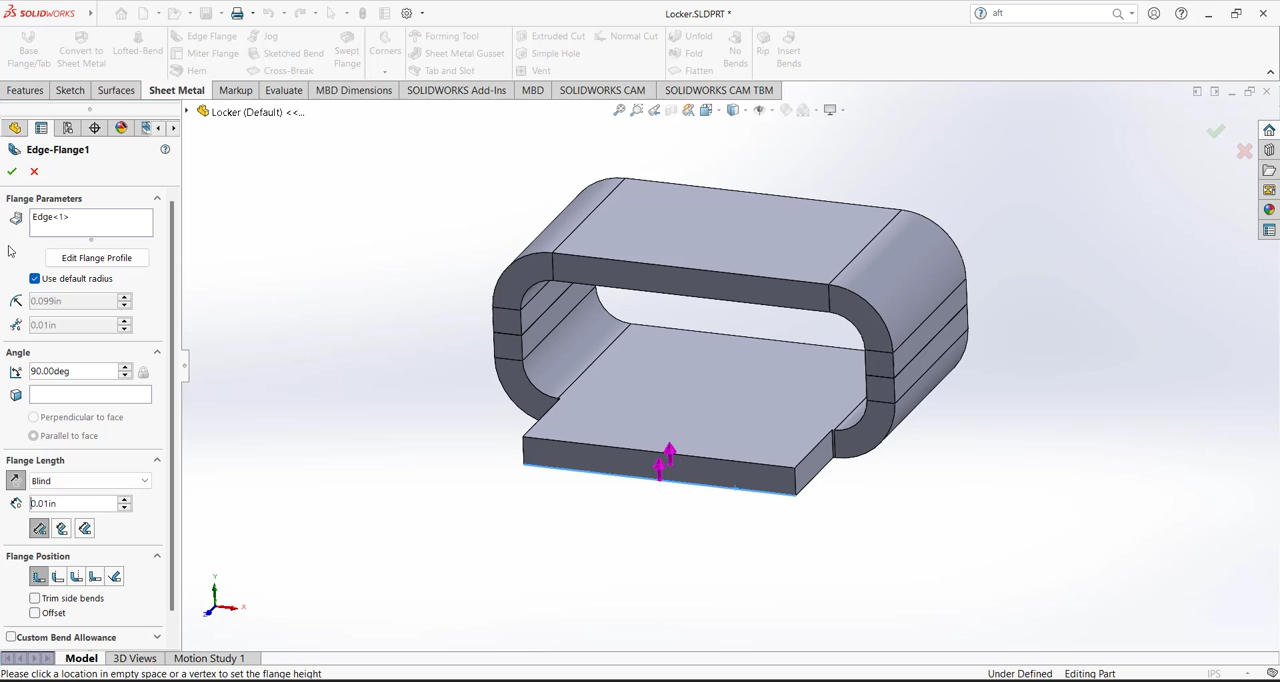 SOLIDWORKS
Locker.SLDPRT *
aft
Base
Flange/Tab
Convert to
Sheet Metal
Lofted-Bend
Edge Flange
Miter Flange
Hem
Jog
Sketched Bend
Cross-Break
Swept
Flange
Corners
Forming Tool
Sheet Metal Gusset
Tab and Slot
Extruded Cut
Simple Hole
Vent
Normal Cut
Unfold
Fold
Flatten
No
Bends
Rip
Insert
Bends
Features
Sketch
Surfaces
Sheet Metal
Markup
Evaluate
MBD Dimensions
SOLIDWORKS Add-Ins
MBD
SOLIDWORKS CAM
SOLIDWORKS CAM TBM
Locker (Default) <<...
Edge-Flange1
Flange Parameters
Edge<1>
Edit Flange Profile
Use default radius
0.099in
0.01in
Angle
90.00deg
Perpendicular to face
Parallel to face
Flange Length
Blind
0.01in
Flange Position
Trim side bends
Offset
Custom Bend Allowance
Y
X
Z
Model
3D Views
Motion Study 1
Please click a location in empty space or a vertex to set the flange height
Under Defined
Editing Part
IPS